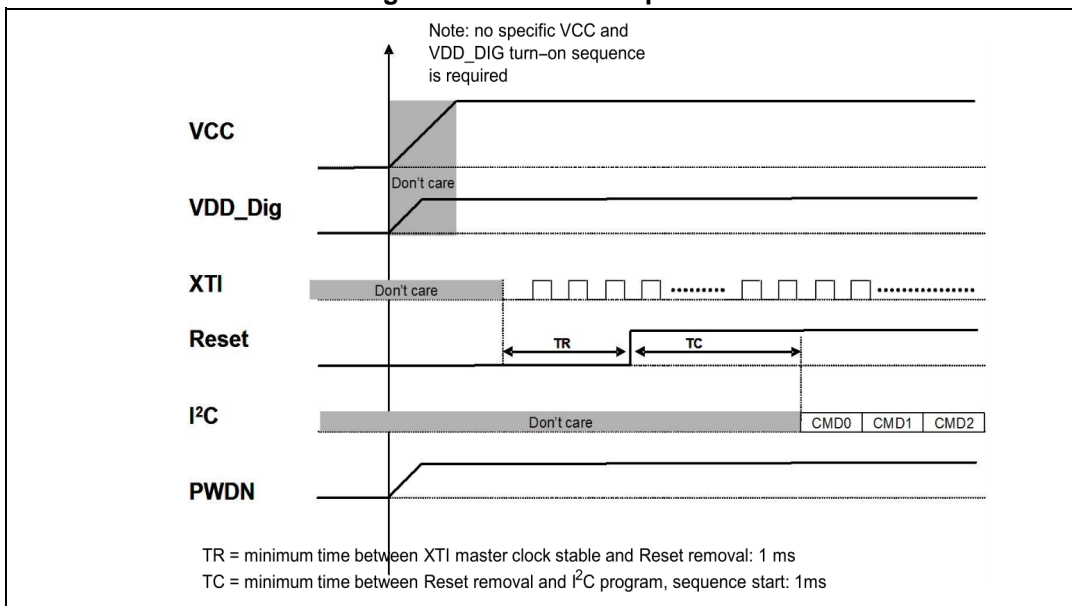 Note: no specific VCC and
VDD_DIG turn–on sequence
is required
VCC
Don't care
VDD_Dig
XTI
Don't care
Reset
TR
TC
I²C
Don't care
CMD0 CMD1 CMD2
PWDN
TR = minimum time between XTI master clock stable and Reset removal: 1 ms
TC = minimum time between Reset removal and I²C program, sequence start: 1ms